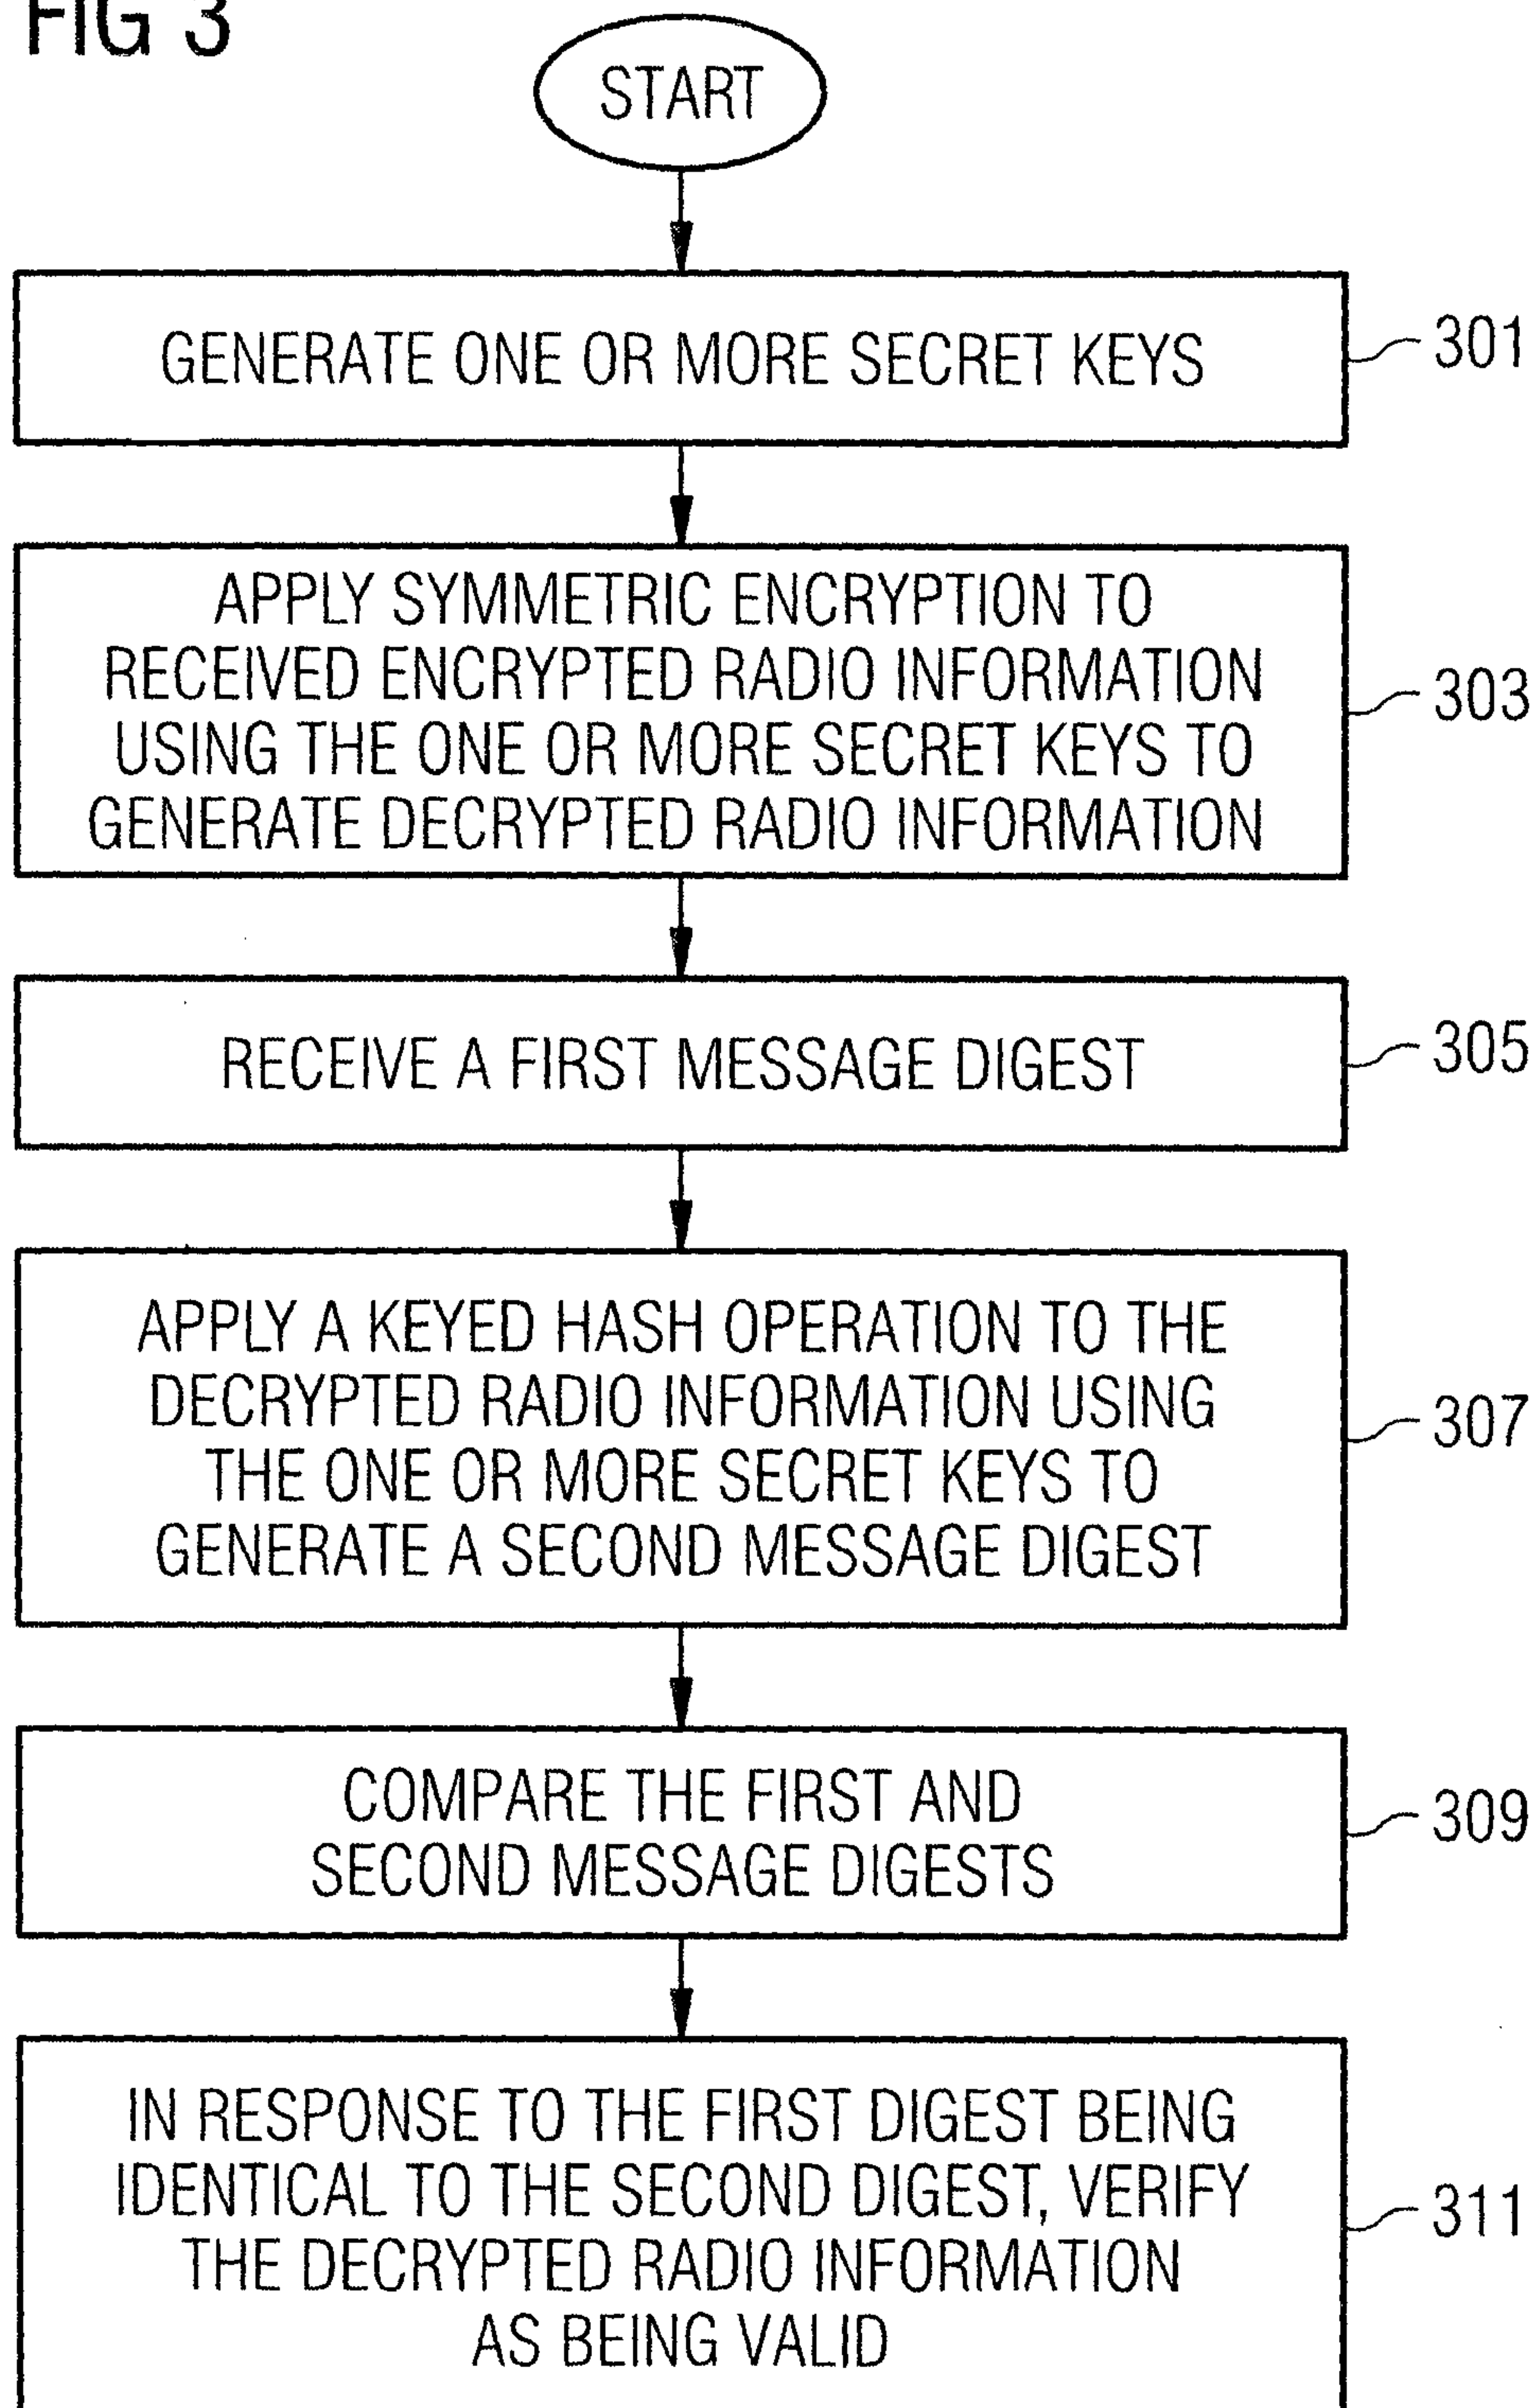 FIG 3
START
GENERATE ONE OR MORE SECRET KEYS
301
APPLY SYMMETRIC ENCRYPTION TO
RECEIVED ENCRYPTED RADIO INFORMATION
USING THE ONE OR MORE SECRET KEYS TO
GENERATE DECRYPTED RADIO INFORMATION
303
RECEIVE A FIRST MESSAGE DIGEST
305
APPLY A KEYED HASH OPERATION TO THE
DECRYPTED RADIO INFORMATION USING
THE ONE OR MORE SECRET KEYS TO
GENERATE A SECOND MESSAGE DIGEST
307
COMPARE THE FIRST AND
SECOND MESSAGE DIGESTS
309
IN RESPONSE TO THE FIRST DIGEST BEING
IDENTICAL TO THE SECOND DIGEST, VERIFY
THE DECRYPTED RADIO INFORMATION
AS BEING VALID
311